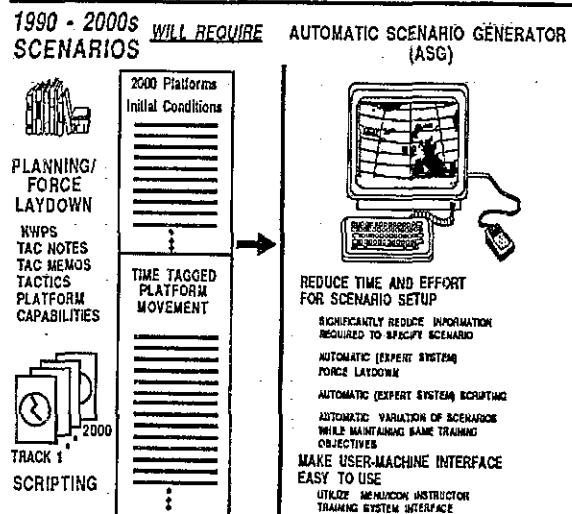 1990 - 2000s
SCENARIOS
WILL REQUIRE
AUTOMATIC SCENARIO GENERATOR
(ASG)
PLANNING/
FORCE
LAYDOWN
NWPS
TAC NOTES
TAC MEMOS
TACTICS
PLATFORM
CAPABILITIES
TRACK 1
2000
SCRIPTING
2000 Platforms
Initial Conditions
TIME TAGGED
PLATFORM
MOVEMENT
REDUCE TIME AND EFFORT
FOR SCENARIO SETUP
SIGNIFICANTLY REDUCE INFORMATION
REQUIRED TO SPECIFY SCENARIO
AUTOMATIC (EXPERT SYSTEM)
FORCE LAYDOWN
AUTOMATIC (EXPERT SYSTEM) SCRIPTING
AUTOMATIC VARIATION OF SCENARIOS
WHILE MAINTAINING SAME TRAINING
OBJECTIVES
MAKE USER-MACHINE INTERFACE
EASY TO USE
UTILIZE MENU/ICON INSTRUCTOR
TRAINING SYSTEM INTERFACE